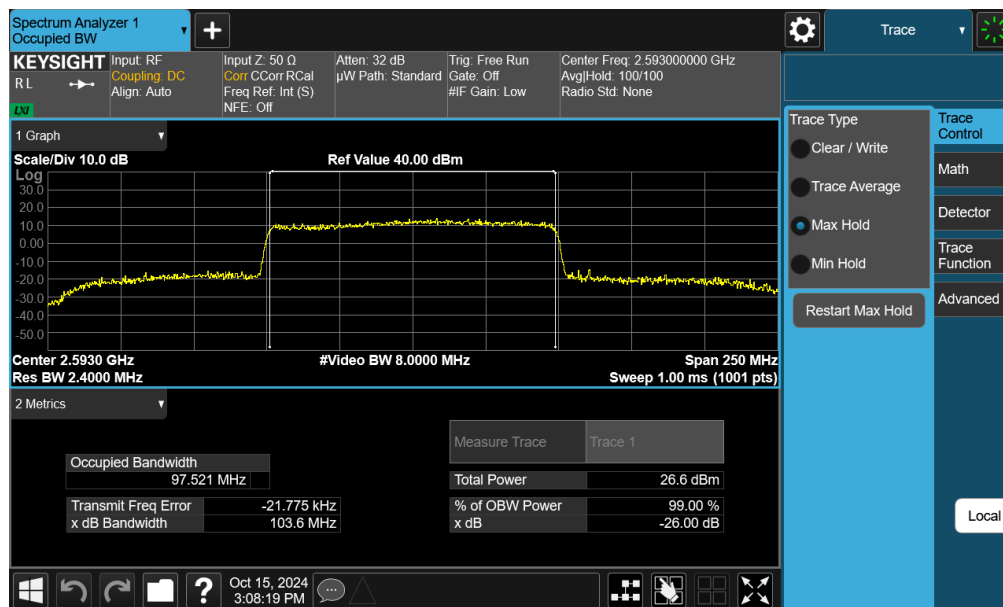 Spectrum Analyzer 1
Occupied BW
+
Trace
KEYSIGHT
R L
LXI
Input: RF
Coupling: DC
Align: Auto
Input Z: 50 Ω
Corr CCorr RCal
Freq Ref: Int (S)
NFE: Off
Atten: 32 dB
µW Path: Standard
Trig: Free Run
Gate: Off
#IF Gain: Low
Center Freq: 2.593000000 GHz
Avg|Hold: 100/100
Radio Std: None
1 Graph
Scale/Div 10.0 dB
Ref Value 40.00 dBm
Log
30.0
20.0
10.0
0.00
-10.0
-20.0
-30.0
-40.0
-50.0
Center 2.5930 GHz
#Video BW 8.0000 MHz
Span 250 MHz
Res BW 2.4000 MHz
Sweep 1.00 ms (1001 pts)
2 Metrics
Measure Trace
Trace 1
Occupied Bandwidth
97.521 MHz
Total Power
26.6 dBm
Transmit Freq Error
-21.775 kHz
% of OBW Power
99.00 %
x dB Bandwidth
103.6 MHz
x dB
-26.00 dB
Trace Type
Clear / Write
Trace Average
Max Hold
Min Hold
Restart Max Hold
Trace
Control
Math
Detector
Trace
Function
Advanced
Local
?
Oct 15, 2024
3:08:19 PM